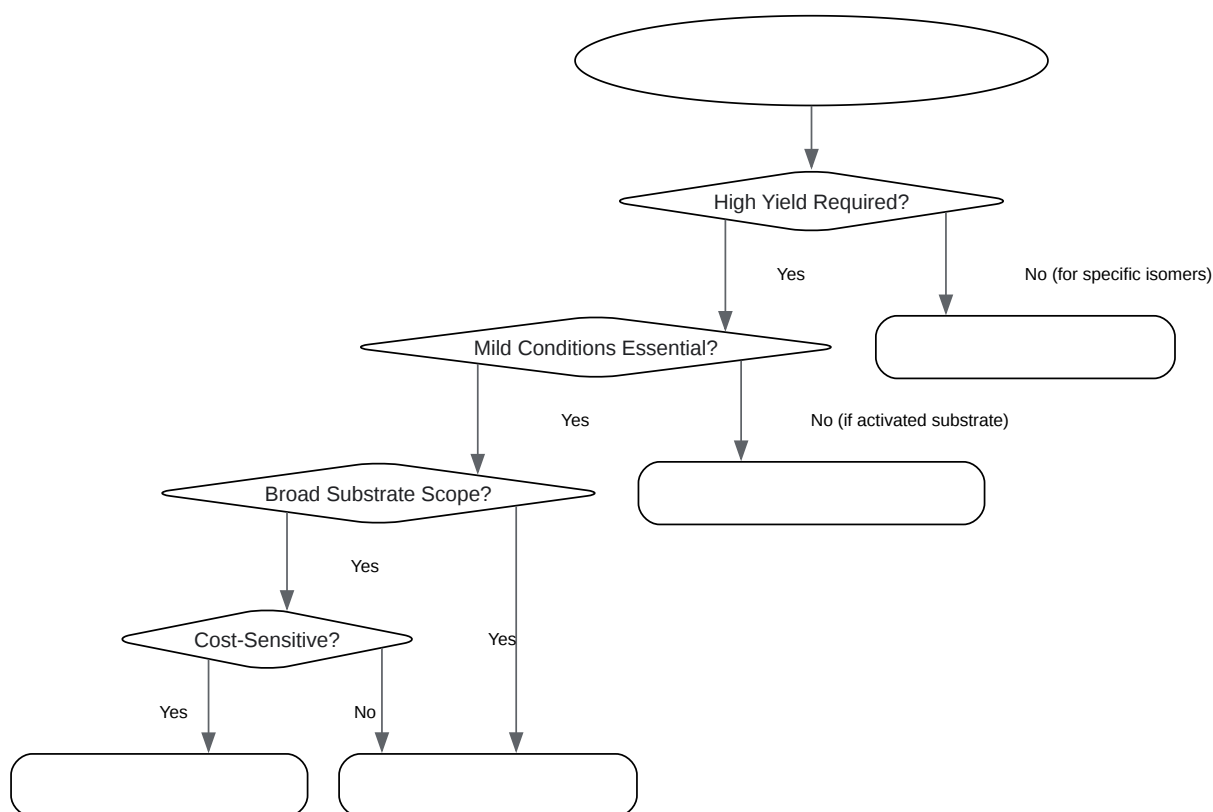 High Yield Required?
Yes
No (for specific isomers)
Mild Conditions Essential?
Yes
No (if activated substrate)
Broad Substrate Scope?
Yes
Cost-Sensitive?
Yes
Yes
No